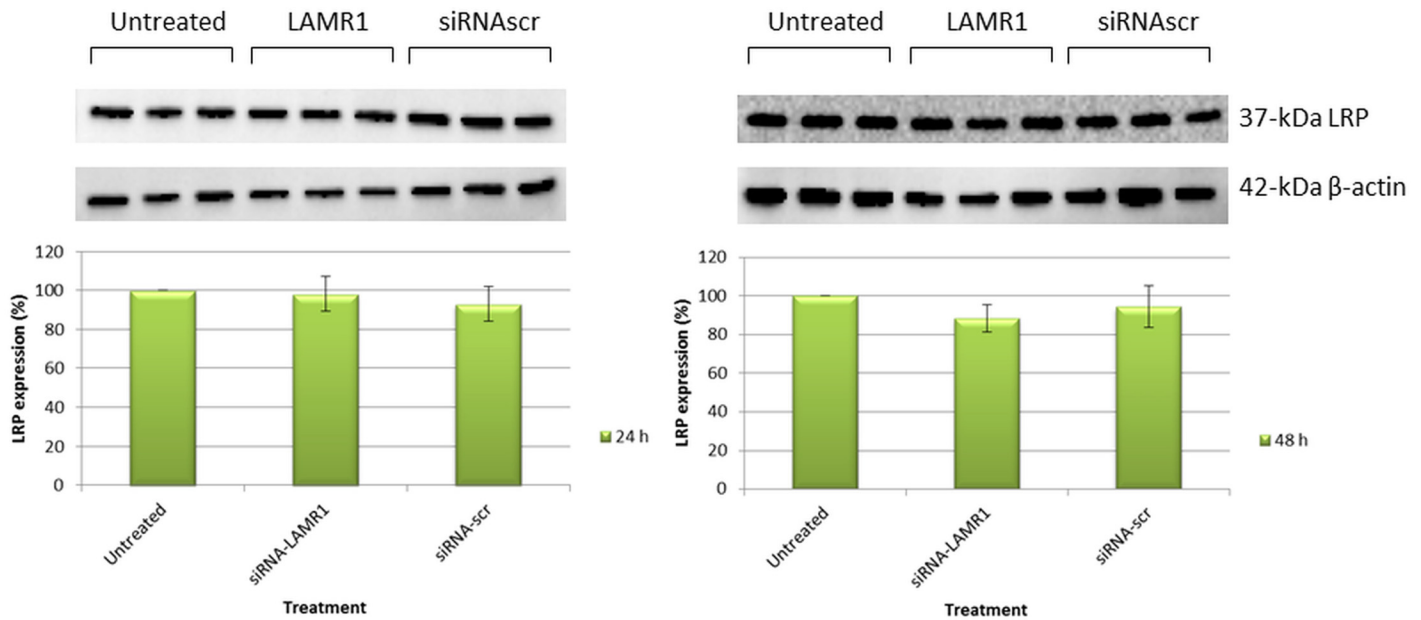 Untreated LAMR1 siRNAscr
Untreated LAMR1 siRNAscr
37-kDa LRP
42-kDa β-actin
LRP expression (%)
120
100
80
60
40
20
0
24 h
Untreated
siRNA-LAMR1
siRNA-scr
Treatment
LRP expression (%)
120
100
80
60
40
20
0
48 h
Untreated
siRNA-LAMR1
siRNA-scr
Treatment